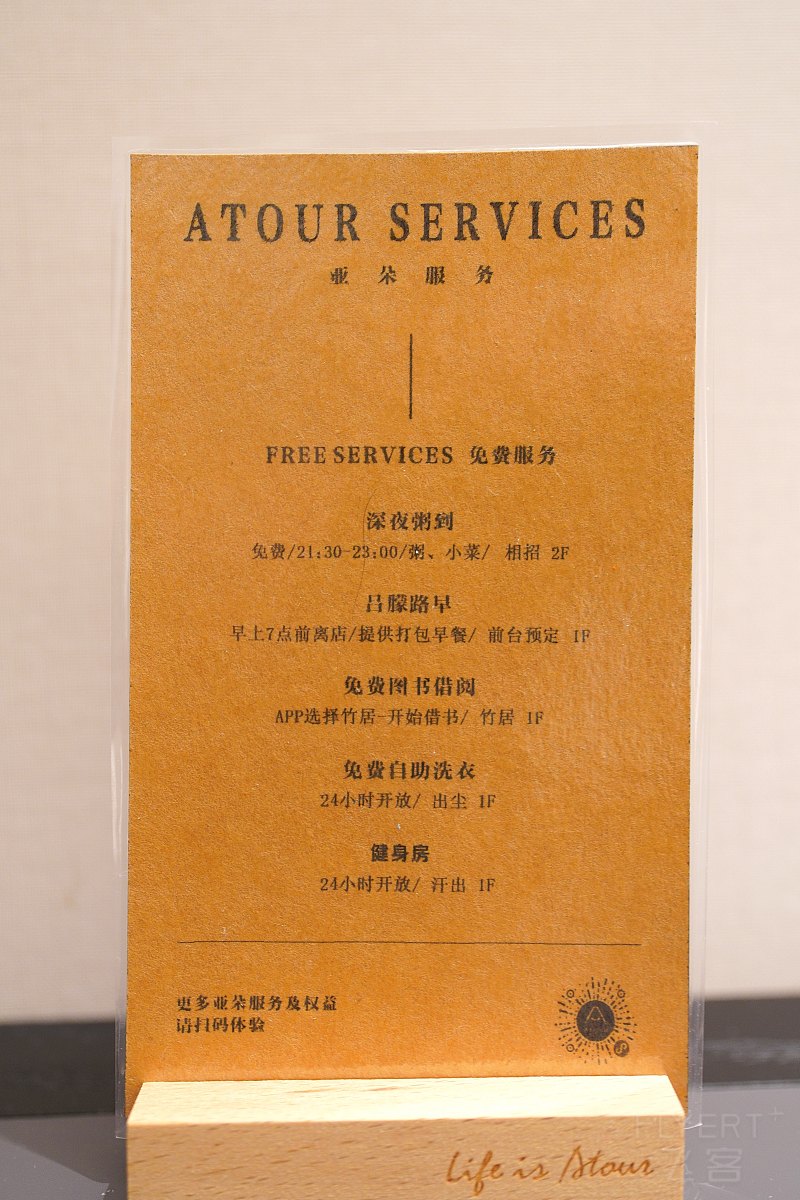 ATOUR SERVICES
亚朵服务
FREE SERVICES 免费服务
深夜粥到
免费/21:30-23:00/粥、小菜/ 相招 2F
吕朦路早
早上7点前离店/提供打包早餐/ 前台预定 1F
免费图书借阅
APP选择竹居-开始借书/ 竹居 1F
免费自助洗衣
24小时开放/ 出尘 1F
健身房
24小时开放/ 汗出 1F
更多亚朵服务及权益
请扫码体验
Life is Atour
FLYERT+
飞客